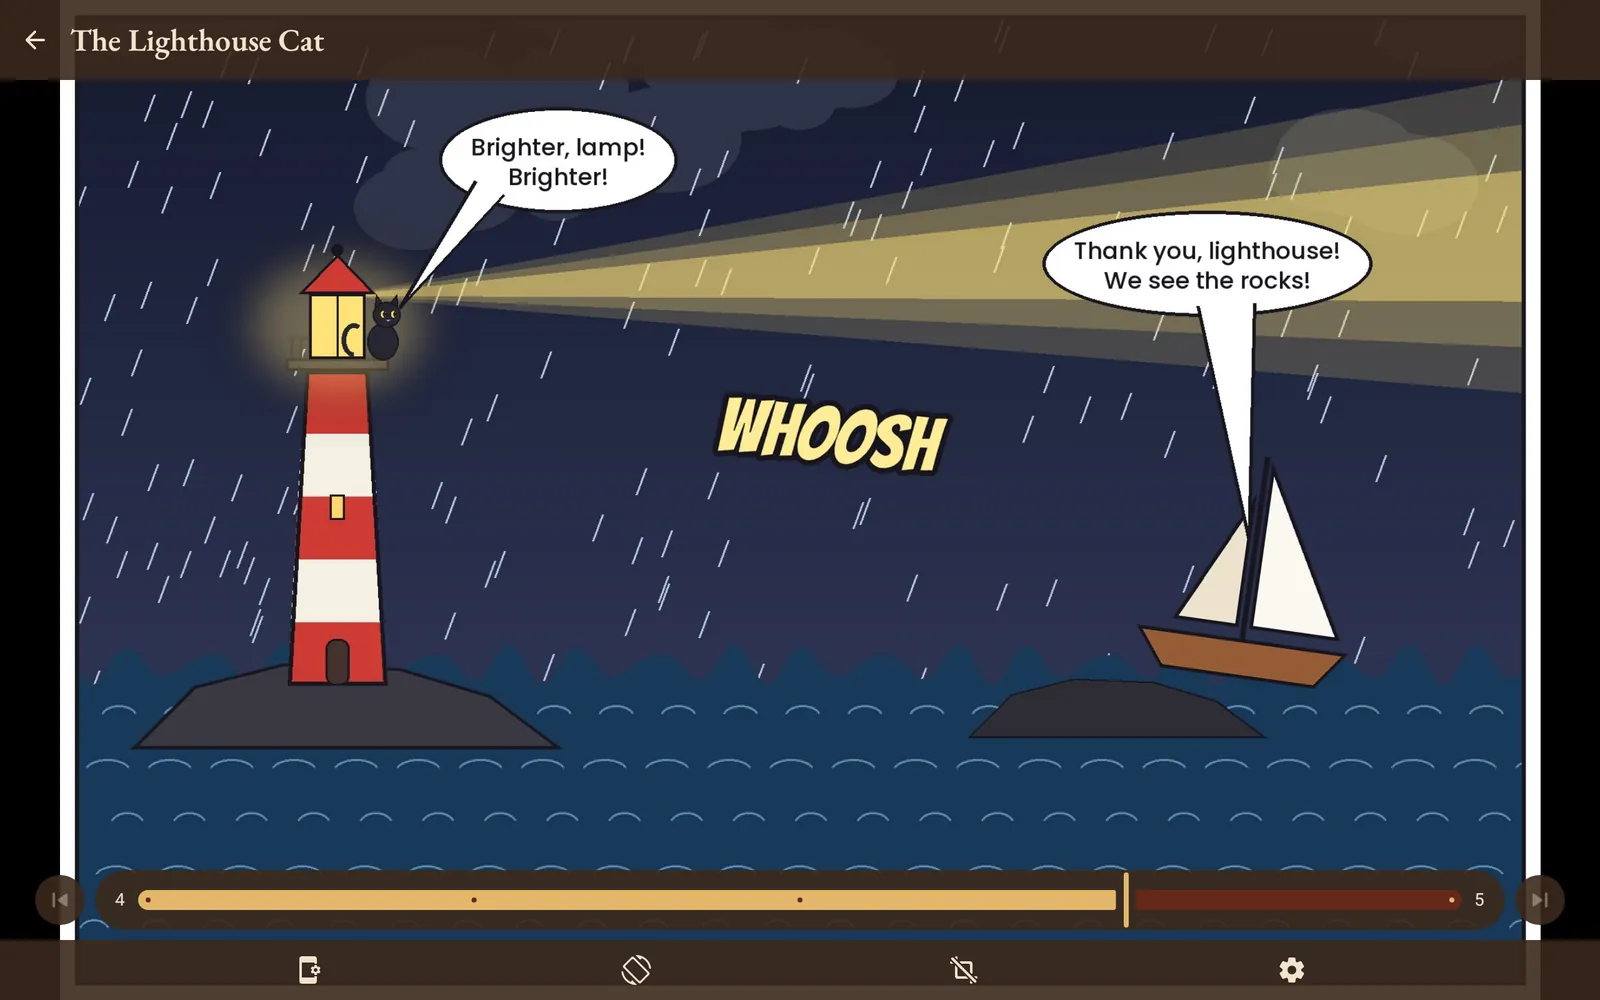 The Lighthouse Cat
Brighter, lamp!
Brighter!
Thank you, lighthouse!
We see the rocks!
WHOOSH
4
5